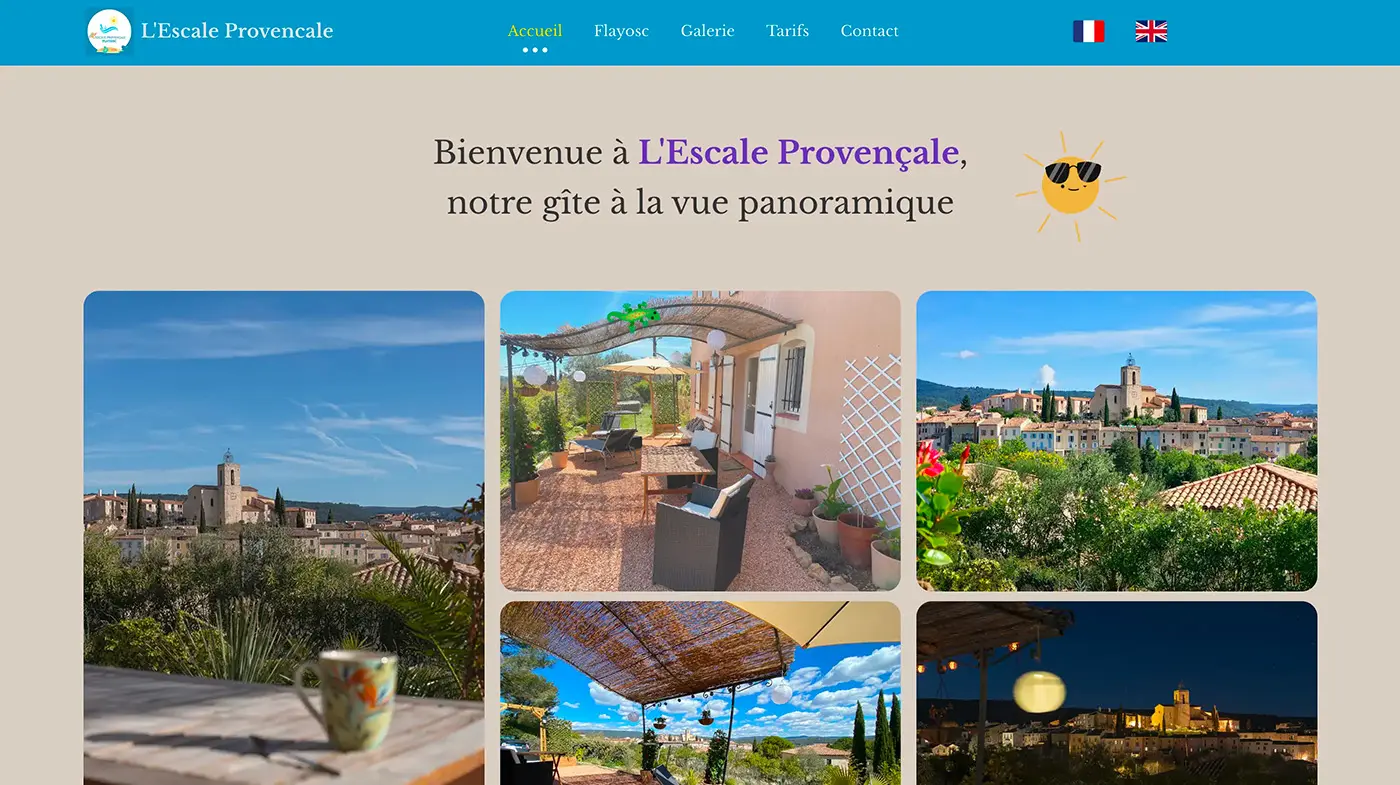 L'Escale Provencale
Accueil
Flayosc
Galerie
Tarifs
Contact
Bienvenue à L'Escale Provençale,
notre gîte à la vue panoramique